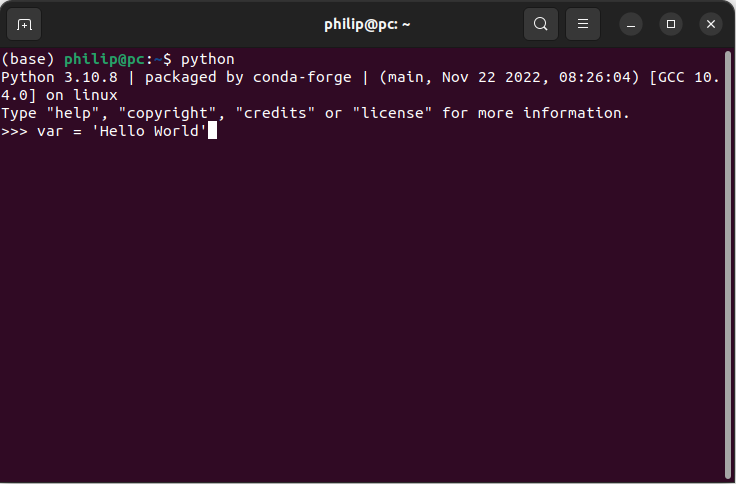 philip@pc: ~
(base) philip@pc:~$ python
Python 3.10.8 | packaged by conda-forge | (main, Nov 22 2022, 08:26:04) [GCC 10.
4.0] on linux
Type "help", "copyright", "credits" or "license" for more information.
>>> var = 'Hello World'